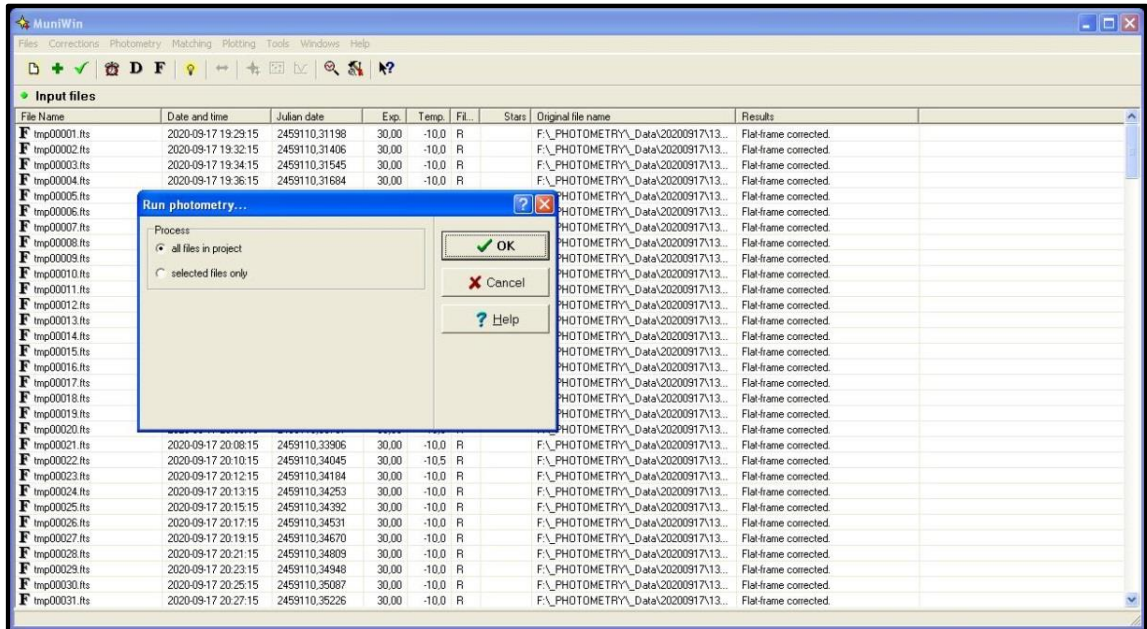 MuniWin
Files Corrections Photometry Matching Plotting Tools Windows Help
D F
Input files
File Name Date and time Julian date Exp. Temp. Fil... Stars Original file name Results
F tmp00001.fts 2020-09-17 19:29:15 2459110,31198 30,00 -10,0 R F:\_PHOTOMETRY\_Data\20200917\13... Flat-frame corrected.
F tmp00002.fts 2020-09-17 19:32:15 2459110,31406 30,00 -10,0 R F:\_PHOTOMETRY\_Data\20200917\13... Flat-frame corrected.
F tmp00003.fts 2020-09-17 19:34:15 2459110,31545 30,00 -10,0 R F:\_PHOTOMETRY\_Data\20200917\13... Flat-frame corrected.
F tmp00004.fts 2020-09-17 19:36:15 2459110,31684 30,00 -10,0 R F:\_PHOTOMETRY\_Data\20200917\13... Flat-frame corrected.
F tmp00005.fts PHOTOMETRY\_Data\20200917\13... Flat-frame corrected.
F tmp00006.fts PHOTOMETRY\_Data\20200917\13... Flat-frame corrected.
F tmp00007.fts PHOTOMETRY\_Data\20200917\13... Flat-frame corrected.
F tmp00008.fts PHOTOMETRY\_Data\20200917\13... Flat-frame corrected.
F tmp00009.fts PHOTOMETRY\_Data\20200917\13... Flat-frame corrected.
F tmp00010.fts PHOTOMETRY\_Data\20200917\13... Flat-frame corrected.
F tmp00011.fts PHOTOMETRY\_Data\20200917\13... Flat-frame corrected.
F tmp00012.fts PHOTOMETRY\_Data\20200917\13... Flat-frame corrected.
F tmp00013.fts PHOTOMETRY\_Data\20200917\13... Flat-frame corrected.
F tmp00014.fts PHOTOMETRY\_Data\20200917\13... Flat-frame corrected.
F tmp00015.fts PHOTOMETRY\_Data\20200917\13... Flat-frame corrected.
F tmp00016.fts PHOTOMETRY\_Data\20200917\13... Flat-frame corrected.
F tmp00017.fts PHOTOMETRY\_Data\20200917\13... Flat-frame corrected.
F tmp00018.fts PHOTOMETRY\_Data\20200917\13... Flat-frame corrected.
F tmp00019.fts PHOTOMETRY\_Data\20200917\13... Flat-frame corrected.
F tmp00020.fts PHOTOMETRY\_Data\20200917\13... Flat-frame corrected.
F tmp00021.fts 2020-09-17 20:08:15 2459110,33906 30,00 -10,0 R F:\_PHOTOMETRY\_Data\20200917\13... Flat-frame corrected.
F tmp00022.fts 2020-09-17 20:10:15 2459110,34045 30,00 -10,5 R F:\_PHOTOMETRY\_Data\20200917\13... Flat-frame corrected.
F tmp00023.fts 2020-09-17 20:12:15 2459110,34184 30,00 -10,0 R F:\_PHOTOMETRY\_Data\20200917\13... Flat-frame corrected.
F tmp00024.fts 2020-09-17 20:13:15 2459110,34253 30,00 -10,0 R F:\_PHOTOMETRY\_Data\20200917\13... Flat-frame corrected.
F tmp00025.fts 2020-09-17 20:15:15 2459110,34392 30,00 -10,0 R F:\_PHOTOMETRY\_Data\20200917\13... Flat-frame corrected.
F tmp00026.fts 2020-09-17 20:17:15 2459110,34531 30,00 -10,0 R F:\_PHOTOMETRY\_Data\20200917\13... Flat-frame corrected.
F tmp00027.fts 2020-09-17 20:19:15 2459110,34670 30,00 -10,0 R F:\_PHOTOMETRY\_Data\20200917\13... Flat-frame corrected.
F tmp00028.fts 2020-09-17 20:21:15 2459110,34809 30,00 -10,0 R F:\_PHOTOMETRY\_Data\20200917\13... Flat-frame corrected.
F tmp00029.fts 2020-09-17 20:23:15 2459110,34948 30,00 -10,0 R F:\_PHOTOMETRY\_Data\20200917\13... Flat-frame corrected.
F tmp00030.fts 2020-09-17 20:25:15 2459110,35087 30,00 -10,0 R F:\_PHOTOMETRY\_Data\20200917\13... Flat-frame corrected.
F tmp00031.fts 2020-09-17 20:27:15 2459110,35226 30,00 -10,0 R F:\_PHOTOMETRY\_Data\20200917\13... Flat-frame corrected.
Run photometry...
Process
all files in project
selected files only
OK
Cancel
Help